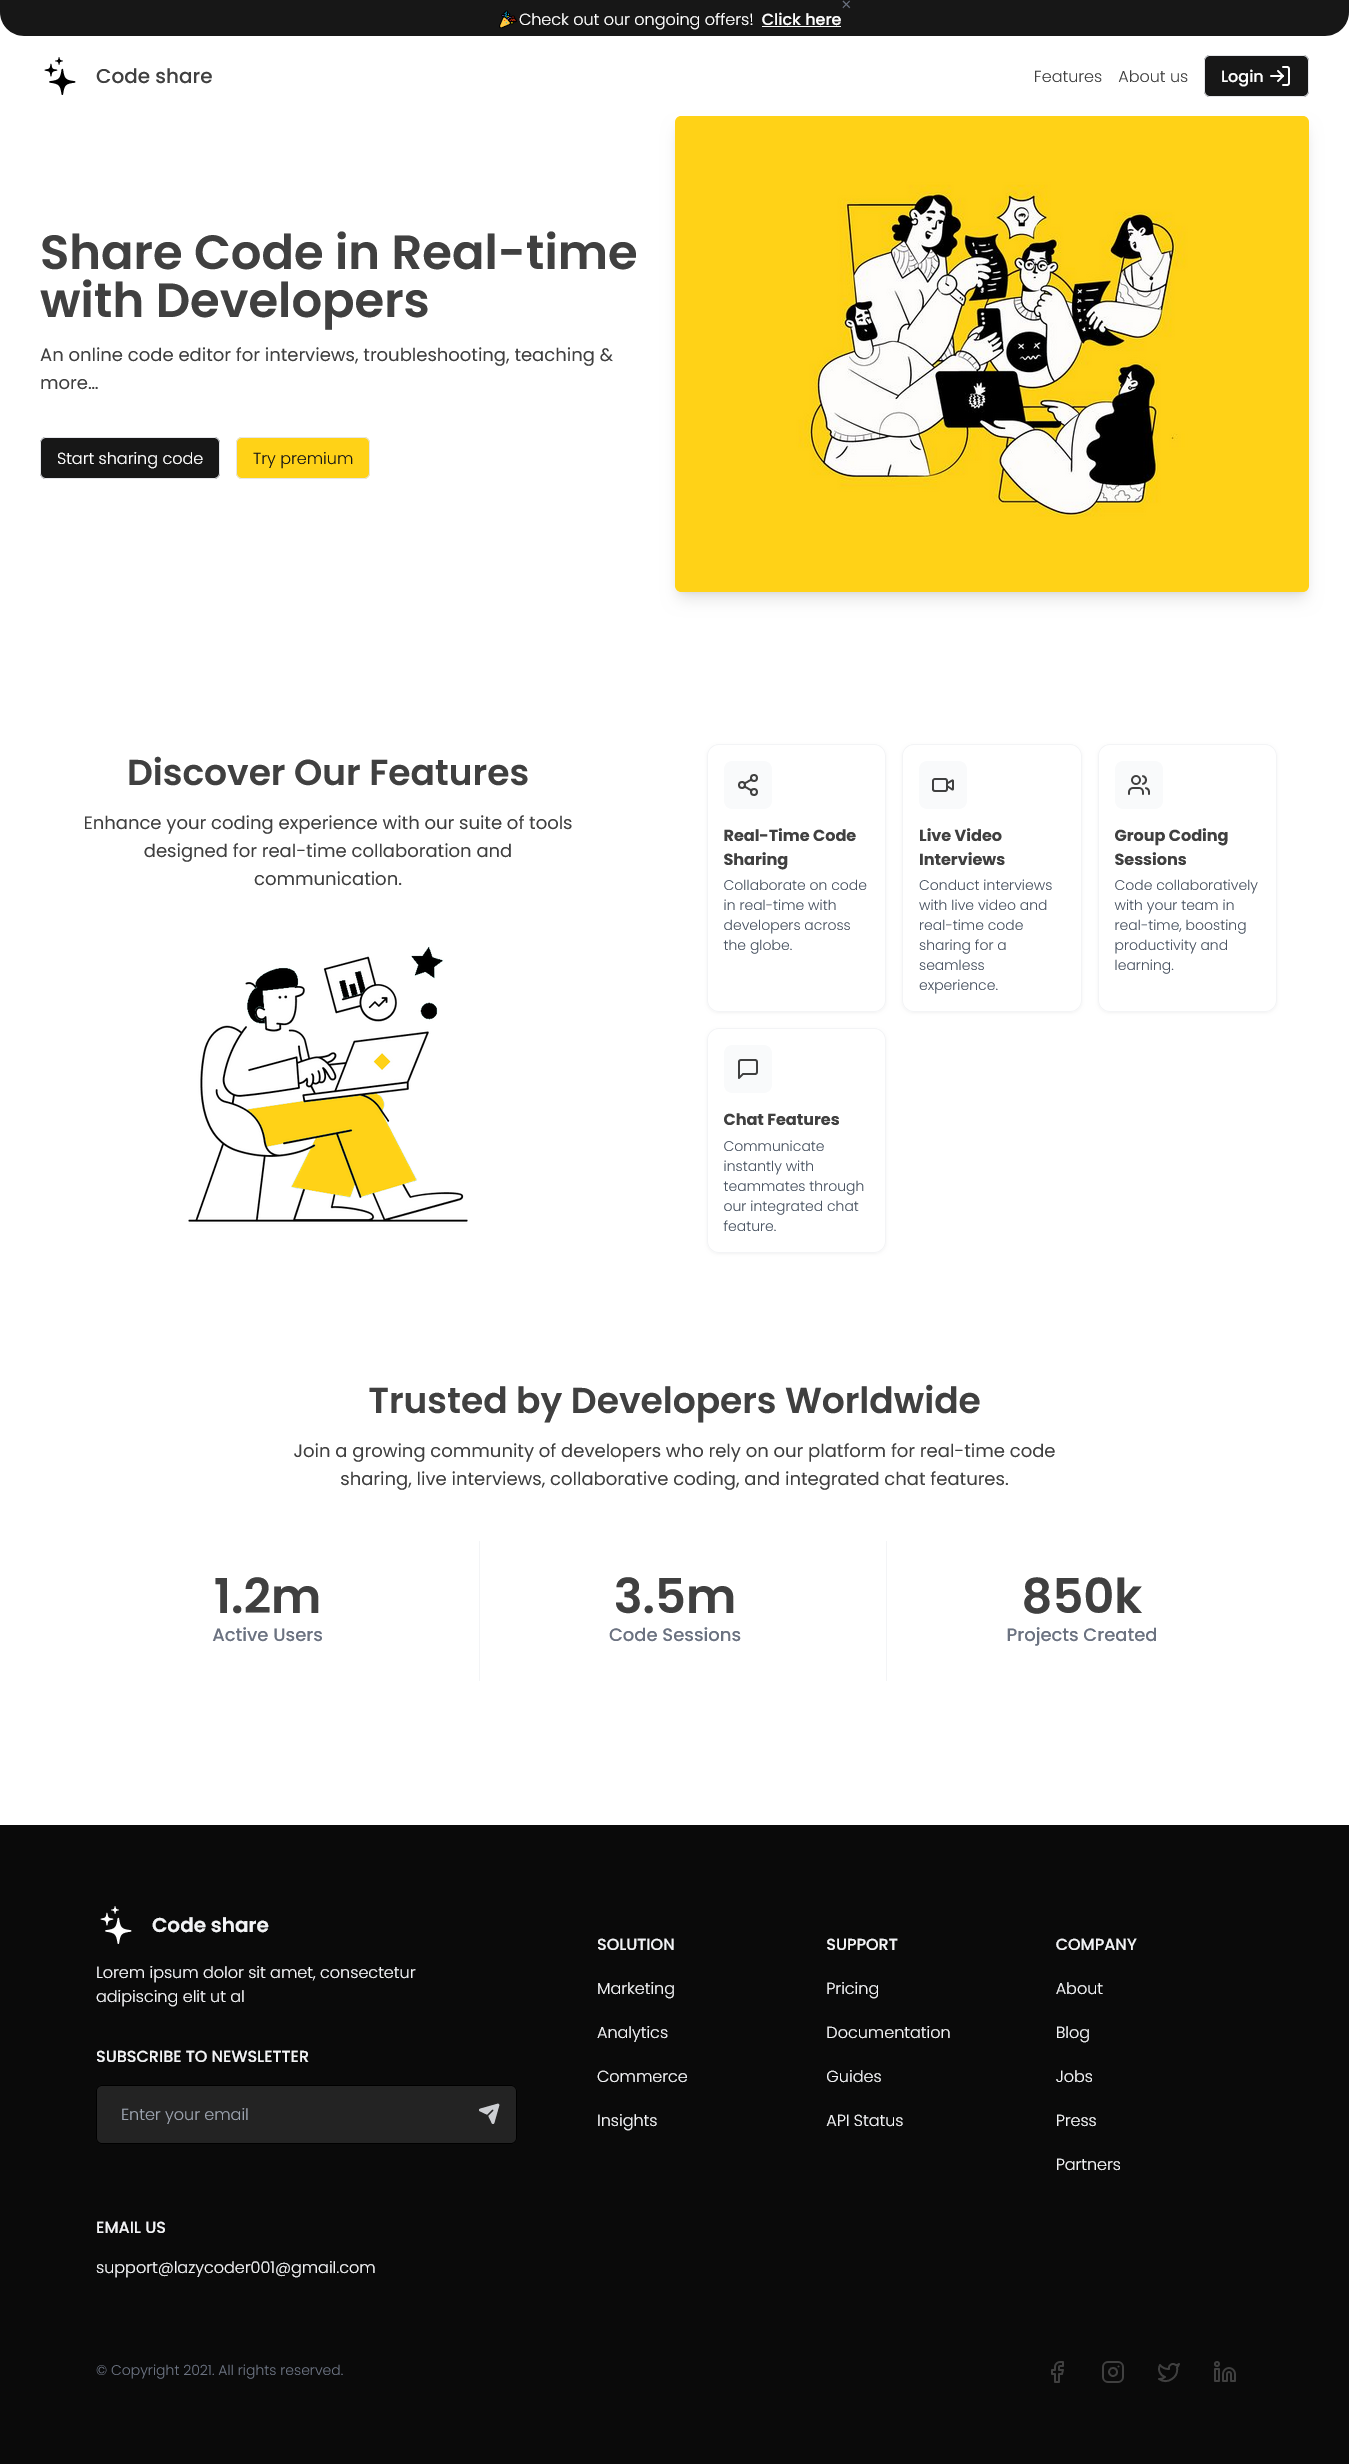 🎉 Check out our ongoing offers! Click here ×
Code share
Features About us Login
Share Code in Real-time
with Developers
An online code editor for interviews, troubleshooting, teaching &
more...
Start sharing code Try premium
Discover Our Features
Enhance your coding experience with our suite of tools
designed for real-time collaboration and
communication.
Real-Time Code
Sharing
Collaborate on code
in real-time with
developers across
the globe.
Live Video
Interviews
Conduct interviews
with live video and
real-time code
sharing for a
seamless
experience.
Group Coding
Sessions
Code collaboratively
with your team in
real-time, boosting
productivity and
learning.
Chat Features
Communicate
instantly with
teammates through
our integrated chat
feature.
Trusted by Developers Worldwide
Join a growing community of developers who rely on our platform for real-time code
sharing, live interviews, collaborative coding, and integrated chat features.
1.2m
Active Users
3.5m
Code Sessions
850k
Projects Created
Code share
Lorem ipsum dolor sit amet, consectetur
adipiscing elit ut al
SUBSCRIBE TO NEWSLETTER
Enter your email
EMAIL US
support@lazycoder001@gmail.com
SOLUTION
Marketing
Analytics
Commerce
Insights
SUPPORT
Pricing
Documentation
Guides
API Status
COMPANY
About
Blog
Jobs
Press
Partners
© Copyright 2021. All rights reserved.